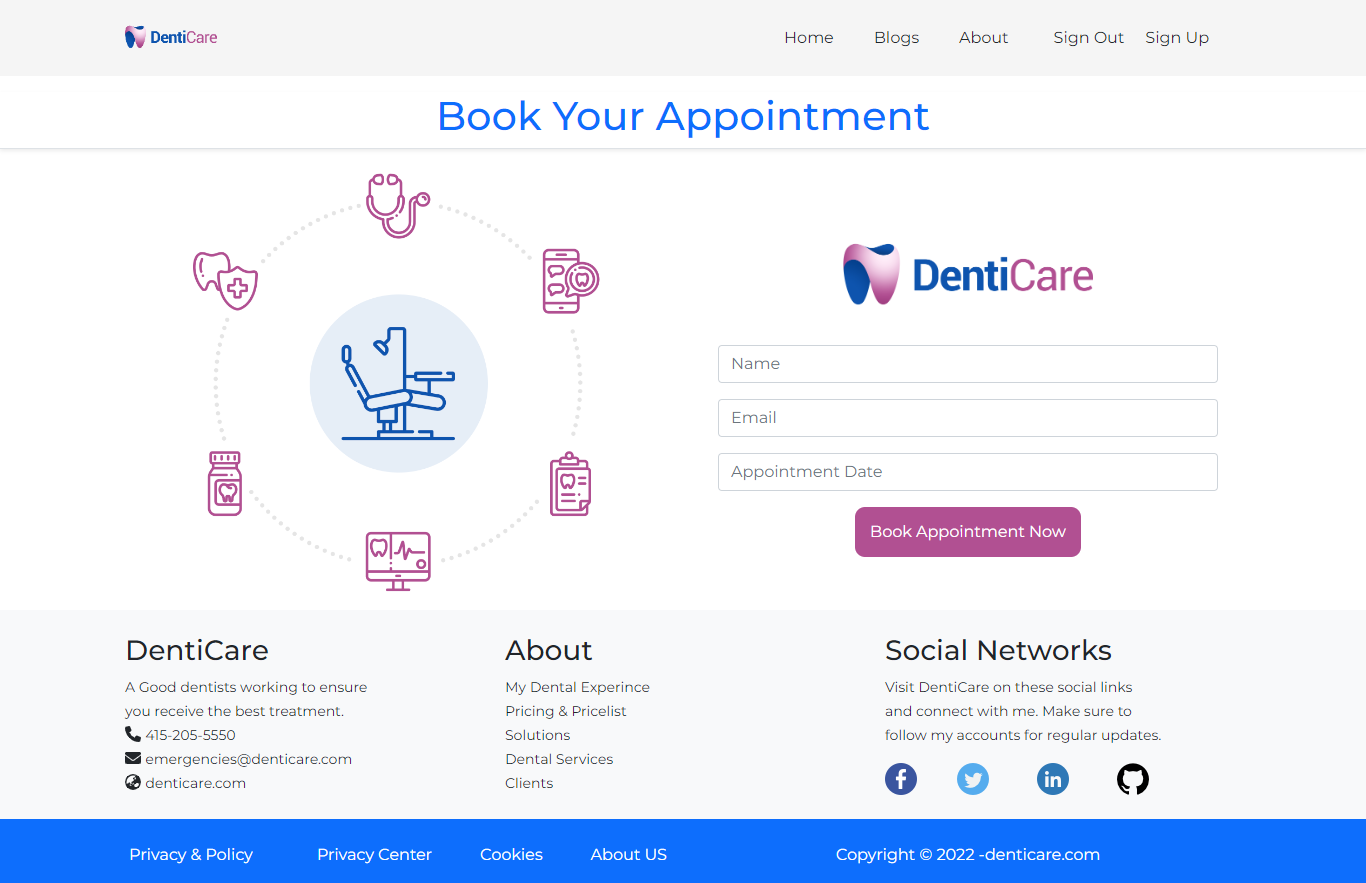 DentiCare
Home Blogs About Sign Out Sign Up
Book Your Appointment
DentiCare
Name
Email
Appointment Date
Book Appointment Now
DentiCare
A Good dentists working to ensure
you receive the best treatment.
415-205-5550
emergencies@denticare.com
denticare.com
About
My Dental Experince
Pricing & Pricelist
Solutions
Dental Services
Clients
Social Networks
Visit DentiCare on these social links
and connect with me. Make sure to
follow my accounts for regular updates.
Privacy & Policy Privacy Center Cookies About US Copyright © 2022 -denticare.com